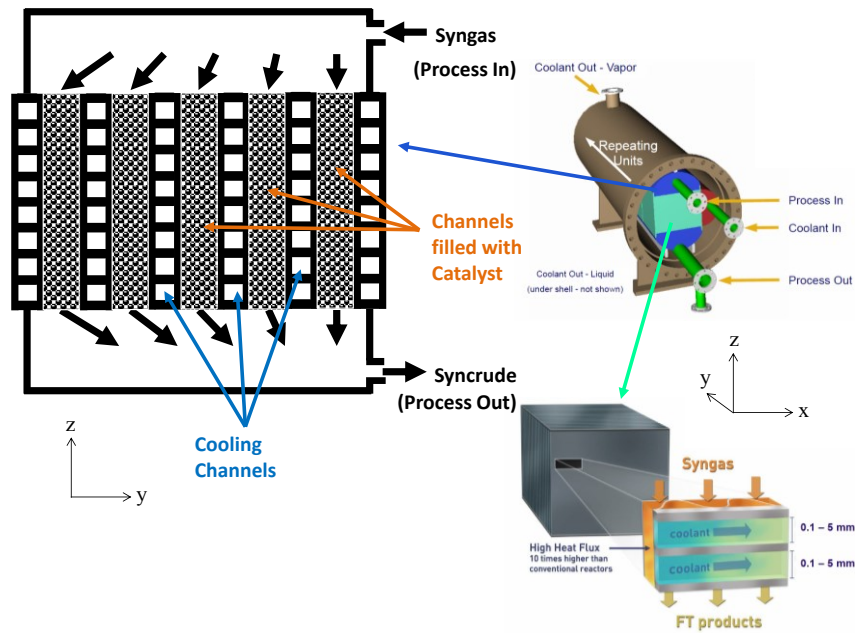 Syngas
(Process In)
Channels
filled with
Catalyst
Syncrude
(Process Out)
Cooling
Channels
z
y
Coolant Out - Vapor
Repeating
Units
Process In
Coolant In
Coolant Out - Liquid
(under shell - not shown)
Process Out
z
y
x
Syngas
coolant
0.1 – 5 mm
High Heat Flux
10 times higher than
conventional reactors
coolant
0.1 – 5 mm
FT products